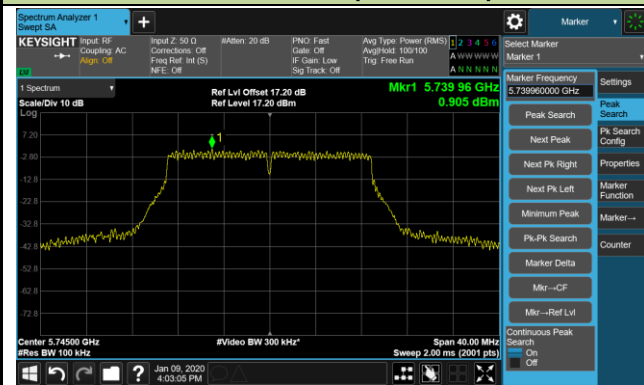 Spectrum Analyzer 1
Swept SA
Marker
KEYSIGHT
Input: RF
Coupling: AC
Align: Off
Input Z: 50 Ω
Corrections: Off
Freq Ref: Int (S)
NFE: Off
#Atten: 20 dB
PNO: Fast
Gate: Off
IF Gain: Low
Sig Track: Off
Avg Type: Power (RMS)
Avg|Hold: 100/100
Trig: Free Run
1 2 3 4 5 6
A W W W W W
A N N N N N
Select Marker
Marker 1
1 Spectrum
Scale/Div 10 dB
Log
Ref Lvl Offset 17.20 dB
Ref Level 17.20 dBm
Mkr1 5.739 96 GHz
0.905 dBm
7.20
-2.80
-12.8
-22.8
-32.8
-42.8
-52.8
-62.8
-72.8
1
Center 5.74500 GHz
#Res BW 100 kHz
#Video BW 300 kHz*
Span 40.00 MHz
Sweep 2.00 ms (2001 pts)
Marker Frequency
5.739960000 GHz
Peak Search
Next Peak
Next Pk Right
Next Pk Left
Minimum Peak
Pk-Pk Search
Marker Delta
Mkr→CF
Mkr→Ref Lvl
Continuous Peak
Search
On
Off
Settings
Peak
Search
Pk Search
Config
Properties
Marker
Function
Marker→
Counter
Jan 09, 2020
4:03:05 PM